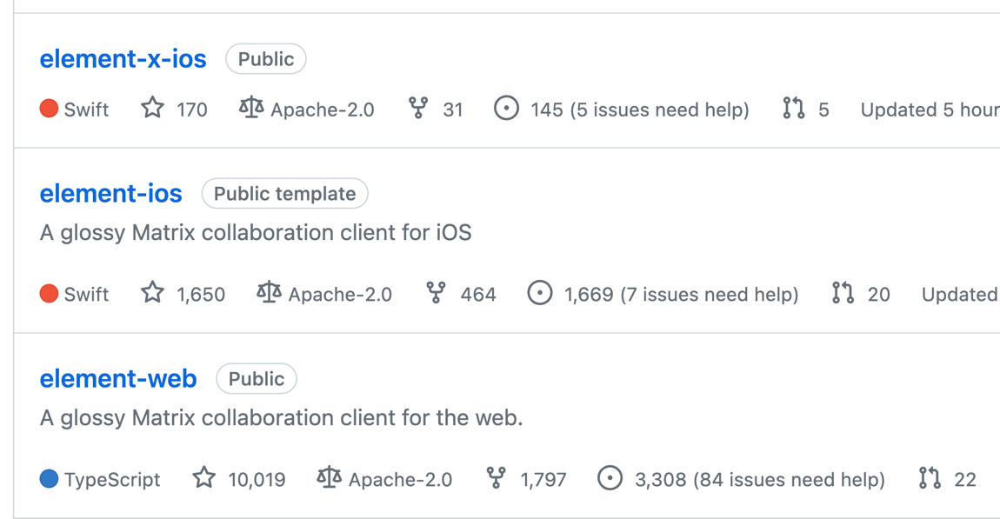 element-x-ios Public
Swift 170 Apache-2.0 31 145 (5 issues need help) 5 Updated 5 hour
element-ios Public template
A glossy Matrix collaboration client for iOS
Swift 1,650 Apache-2.0 464 1,669 (7 issues need help) 20 Updated
element-web Public
A glossy Matrix collaboration client for the web.
TypeScript 10,019 Apache-2.0 1,797 3,308 (84 issues need help) 22